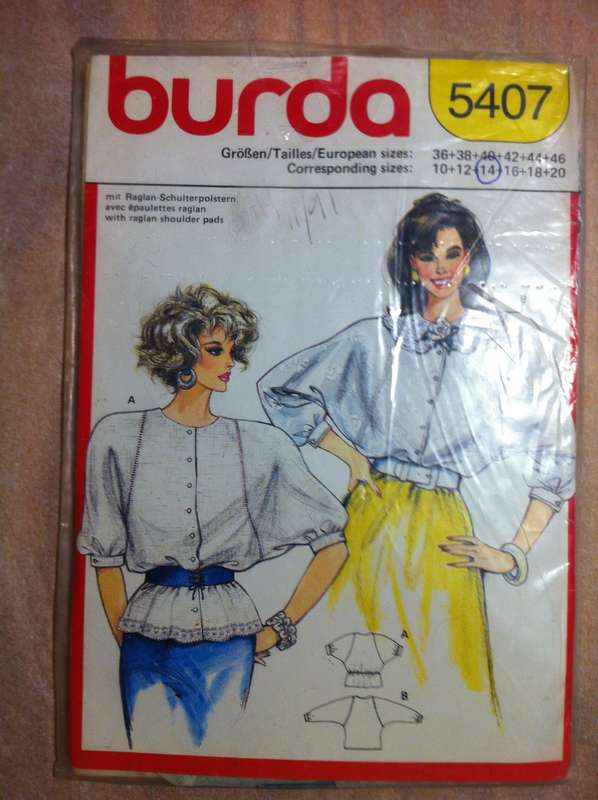 burda
5407
Größen/Tailles/European sizes: 36+38+40+42+44+46
Corresponding sizes: 10+12+14+16+18+20
mit Raglan-Schulterpolstern
avec épaulettes raglan
with raglan shoulder pads
B
A
A
B